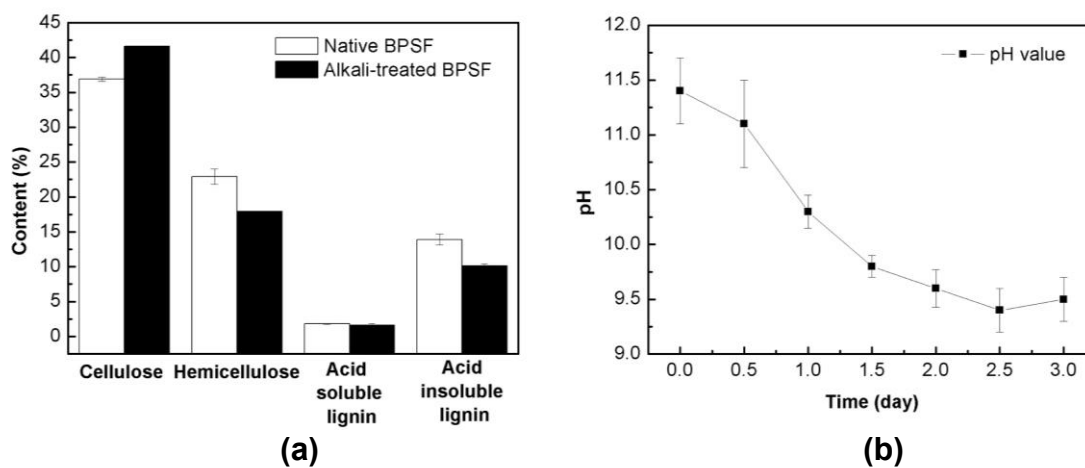 45
40
35
30
25
20
15
10
5
0
Content (%)
Native BPSF
Alkali-treated BPSF
Cellulose
Hemicellulose
Acid
soluble
lignin
Acid
insoluble
lignin
(a)
12.0
11.5
11.0
10.5
10.0
9.5
9.0
pH
pH value
0.0 0.5 1.0 1.5 2.0 2.5 3.0
Time (day)
(b)